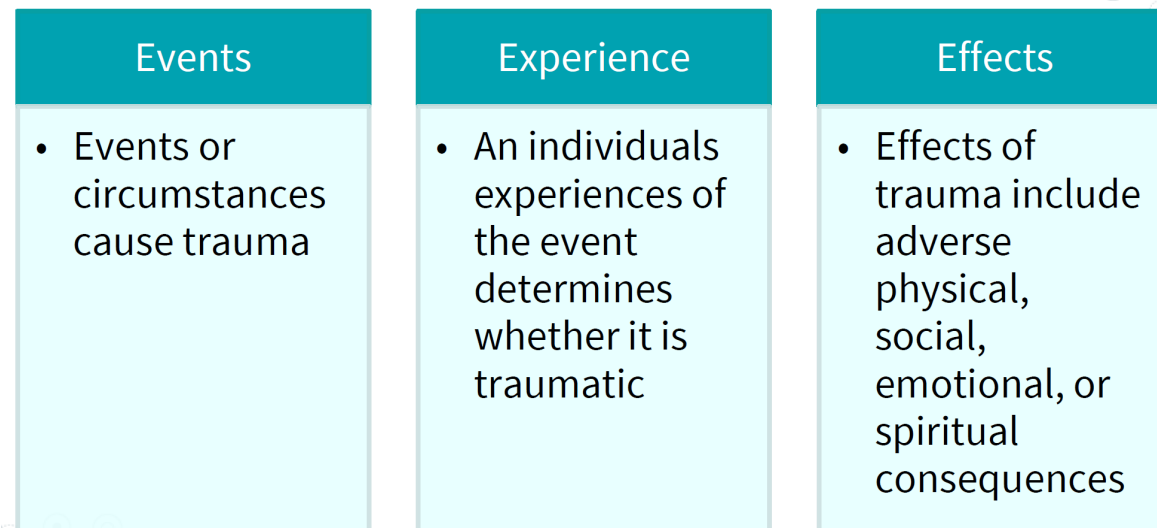 Events
• Events or
circumstances
cause trauma
Experience
• An individuals
experiences of
the event
determines
whether it is
traumatic
Effects
• Effects of
trauma include
adverse
physical,
social,
emotional, or
spiritual
consequences